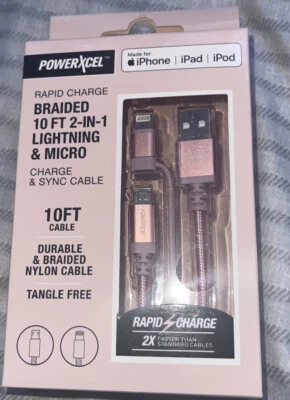 POWERXCEL™
Made for
iPhone | iPad | iPod
RAPID CHARGE
BRAIDED
10 FT 2-IN-1
LIGHTNING
& MICRO
CHARGE
& SYNC CABLE
10FT
CABLE
DURABLE
& BRAIDED
NYLON CABLE
TANGLE FREE
POWERXCEL
RAPID CHARGE
2X FASTER THAN
STANDARD CABLES